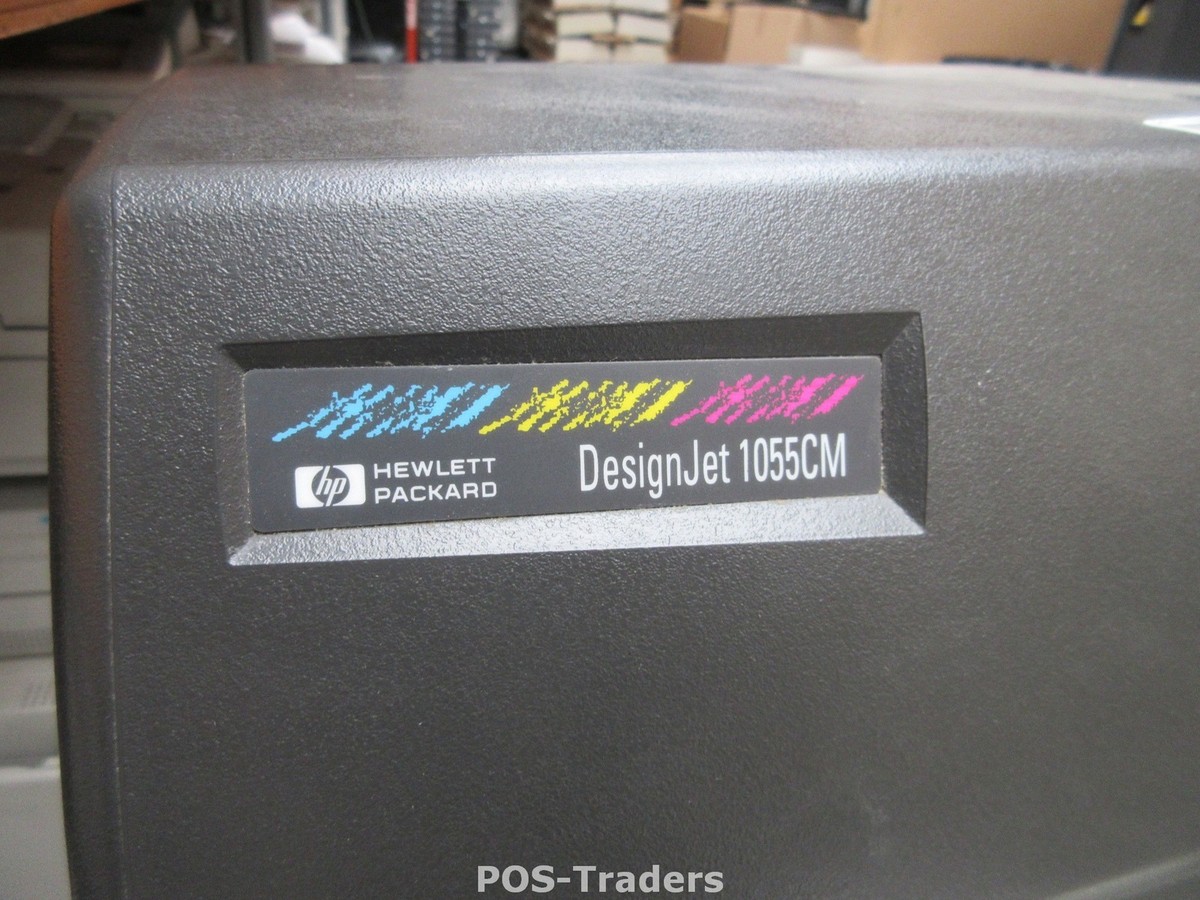 hp HEWLETT
PACKARD
DesignJet 1055CM
POS-Traders